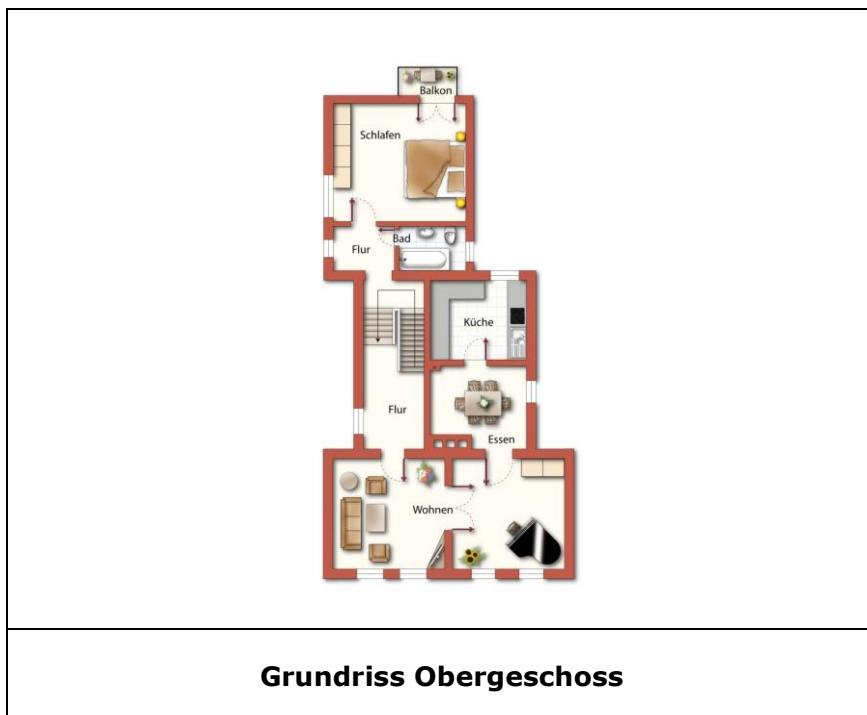 Balkon
Schlafen
Bad
Flur
Küche
Flur
Essen
Wohnen
Grundriss Obergeschoss